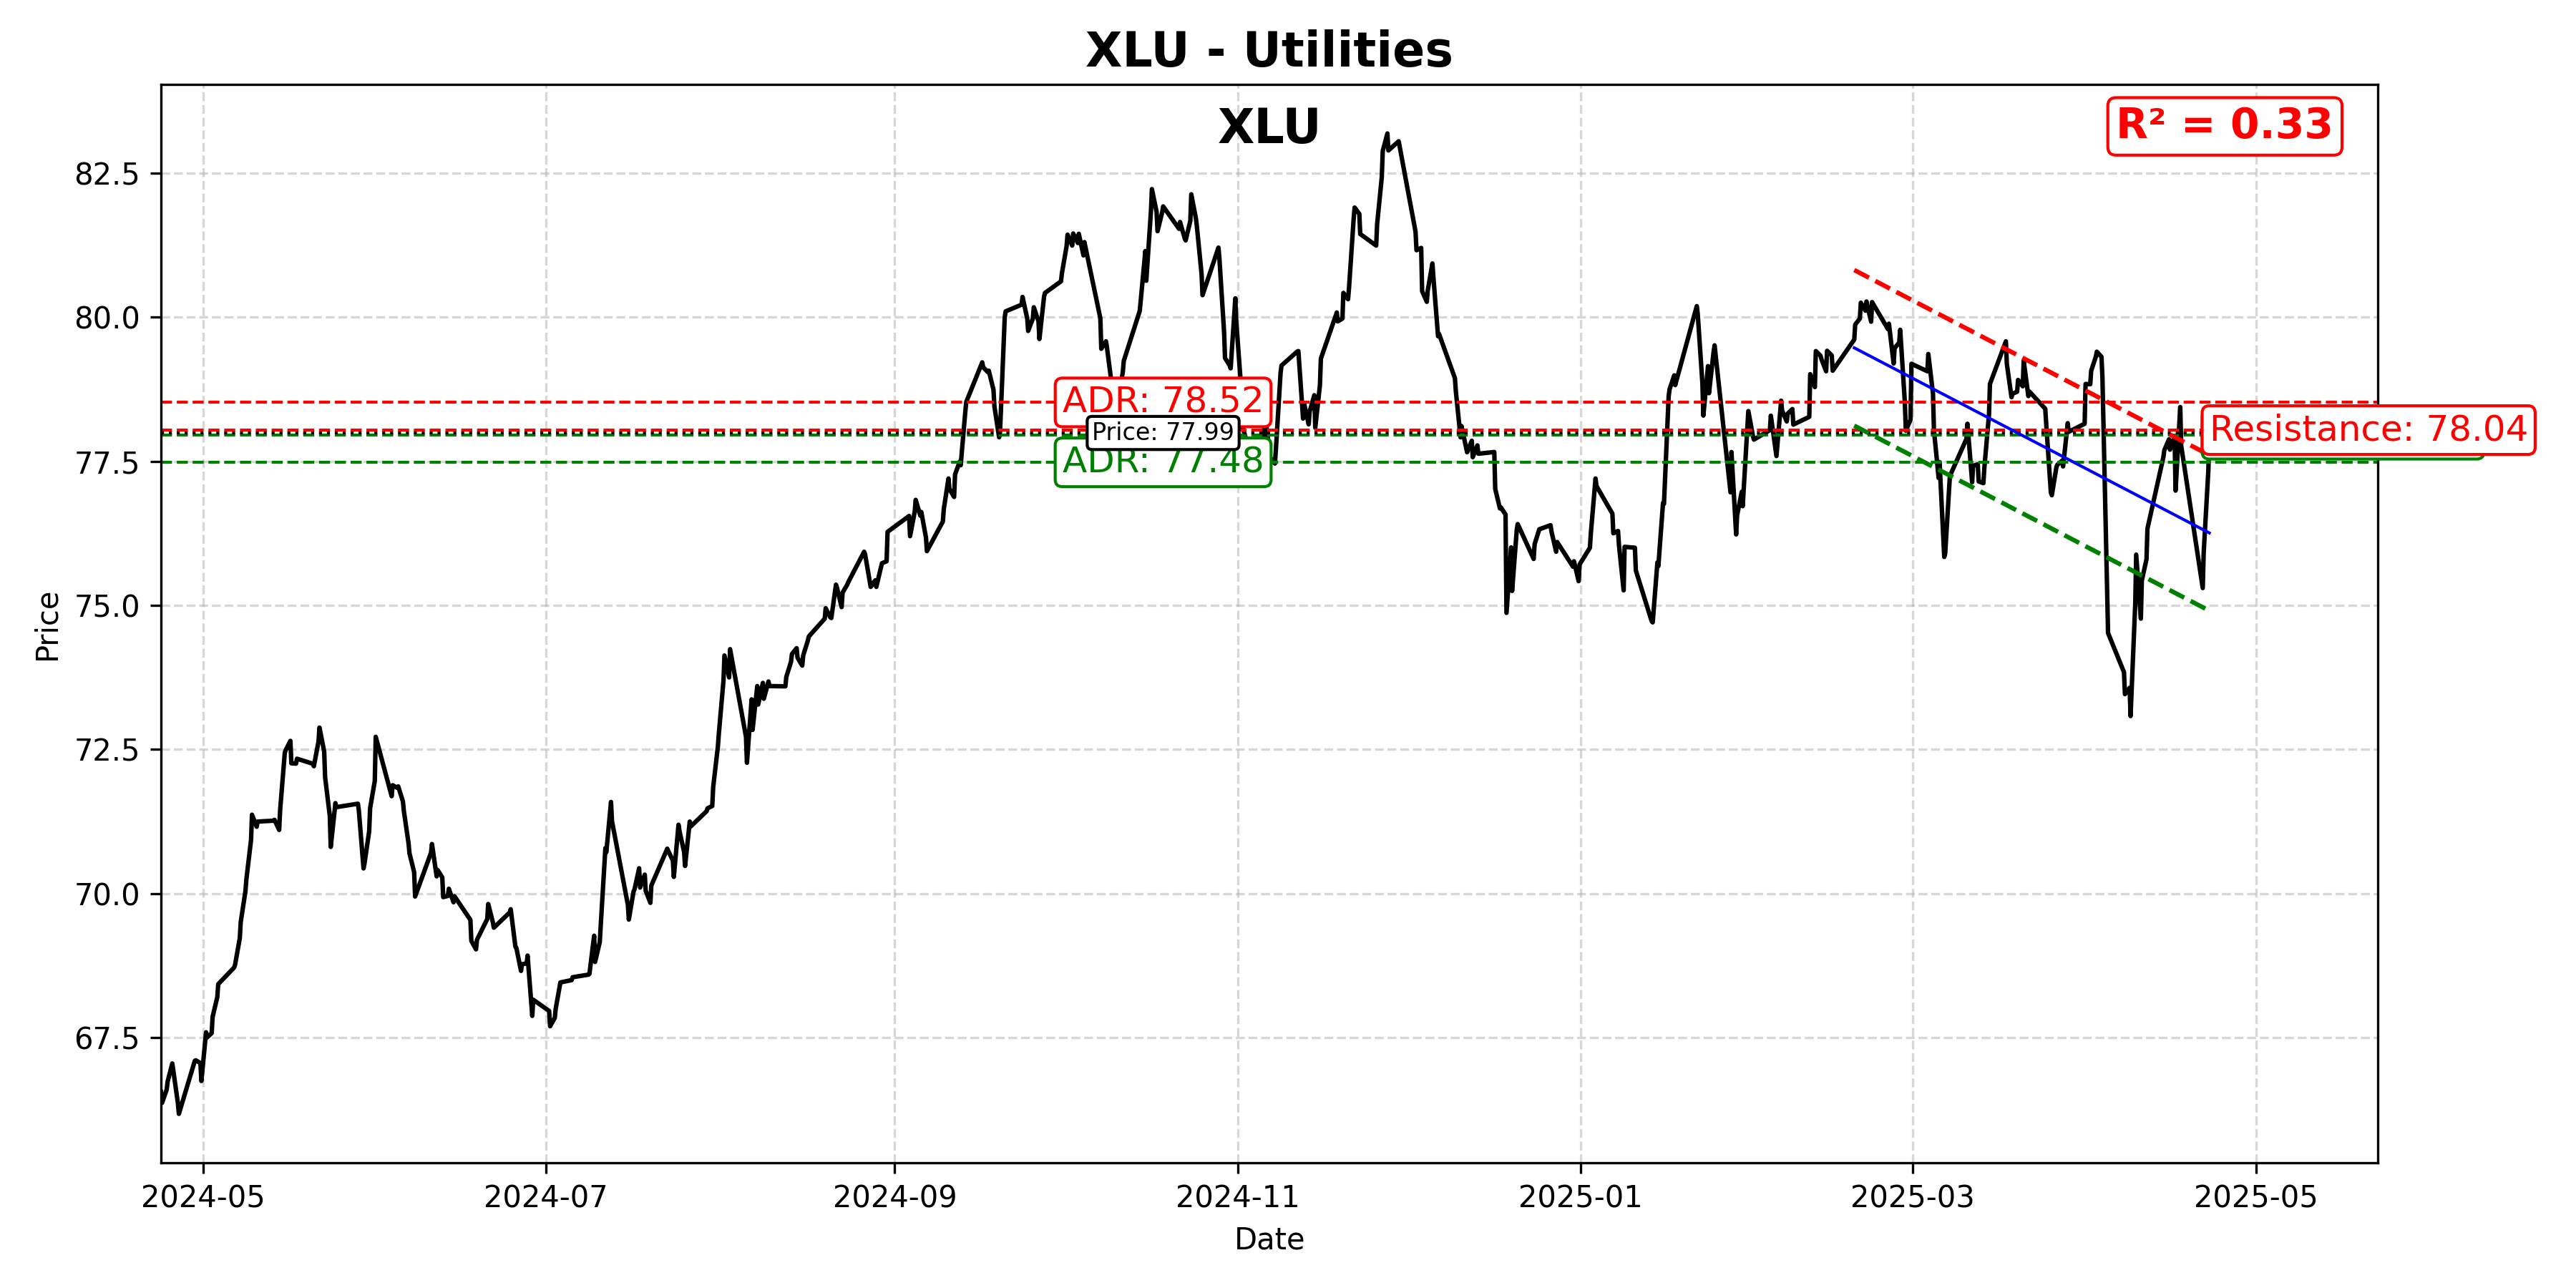 XLU - Utilities
XLU
R² = 0.33
82.5
80.0
77.5
75.0
72.5
70.0
67.5
Price
ADR: 78.52
Price: 77.99
ADR: 77.48
Resistance: 78.04
2024-05
2024-07
2024-09
2024-11
2025-01
2025-03
2025-05
Date